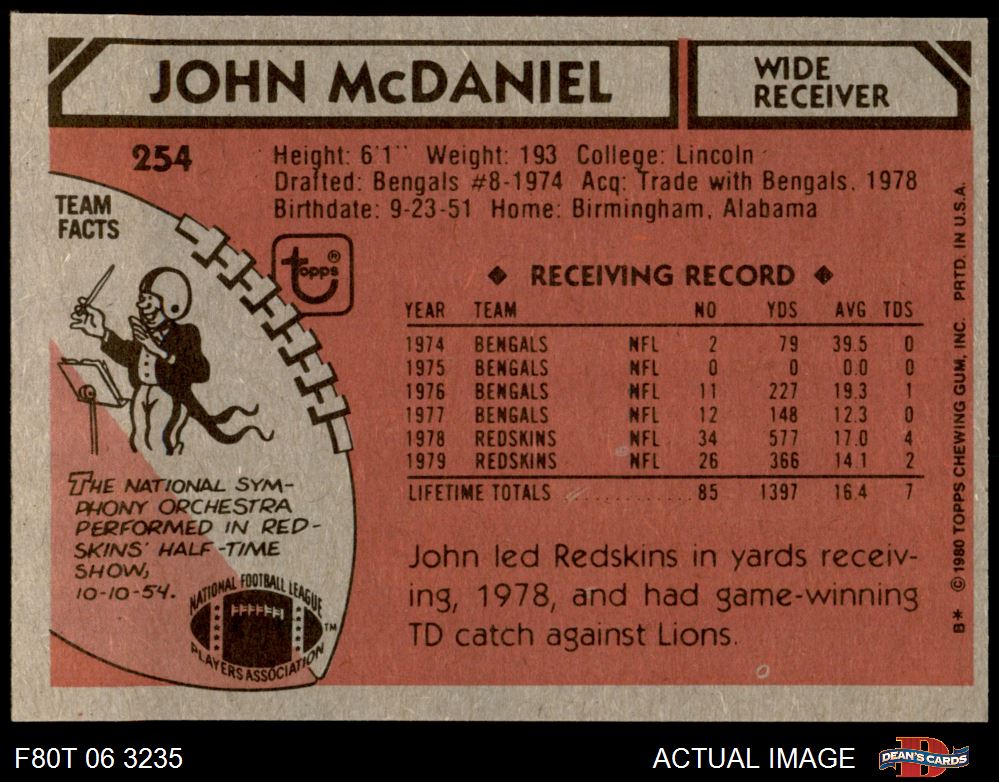 JOHN McDANIEL
WIDE
RECEIVER
254
Height: 6'1" Weight: 193 College: Lincoln
Drafted: Bengals #8-1974 Acq: Trade with Bengals, 1978
Birthdate: 9-23-51 Home: Birmingham, Alabama
TEAM
FACTS
topps®
THE NATIONAL SYM-
PHONY ORCHESTRA
PERFORMED IN RED-
SKINS' HALF-TIME
SHOW,
10-10-54.
NATIONAL FOOTBALL LEAGUE
PLAYERS ASSOCIATION
TM
◆ RECEIVING RECORD ◆
YEAR TEAM NO YDS AVG TDS
1974 BENGALS NFL 2 79 39.5 0
1975 BENGALS NFL 0 0 0.0 0
1976 BENGALS NFL 11 227 19.3 1
1977 BENGALS NFL 12 148 12.3 0
1978 REDSKINS NFL 34 577 17.0 4
1979 REDSKINS NFL 26 366 14.1 2
LIFETIME TOTALS .......... 85 1397 16.4 7
John led Redskins in yards receiv-
ing, 1978, and had game-winning
TD catch against Lions.
B* © 1980 TOPPS CHEWING GUM, INC. PRTD. IN U.S.A.
F80T 06 3235
ACTUAL IMAGE
DEAN'S CARDS